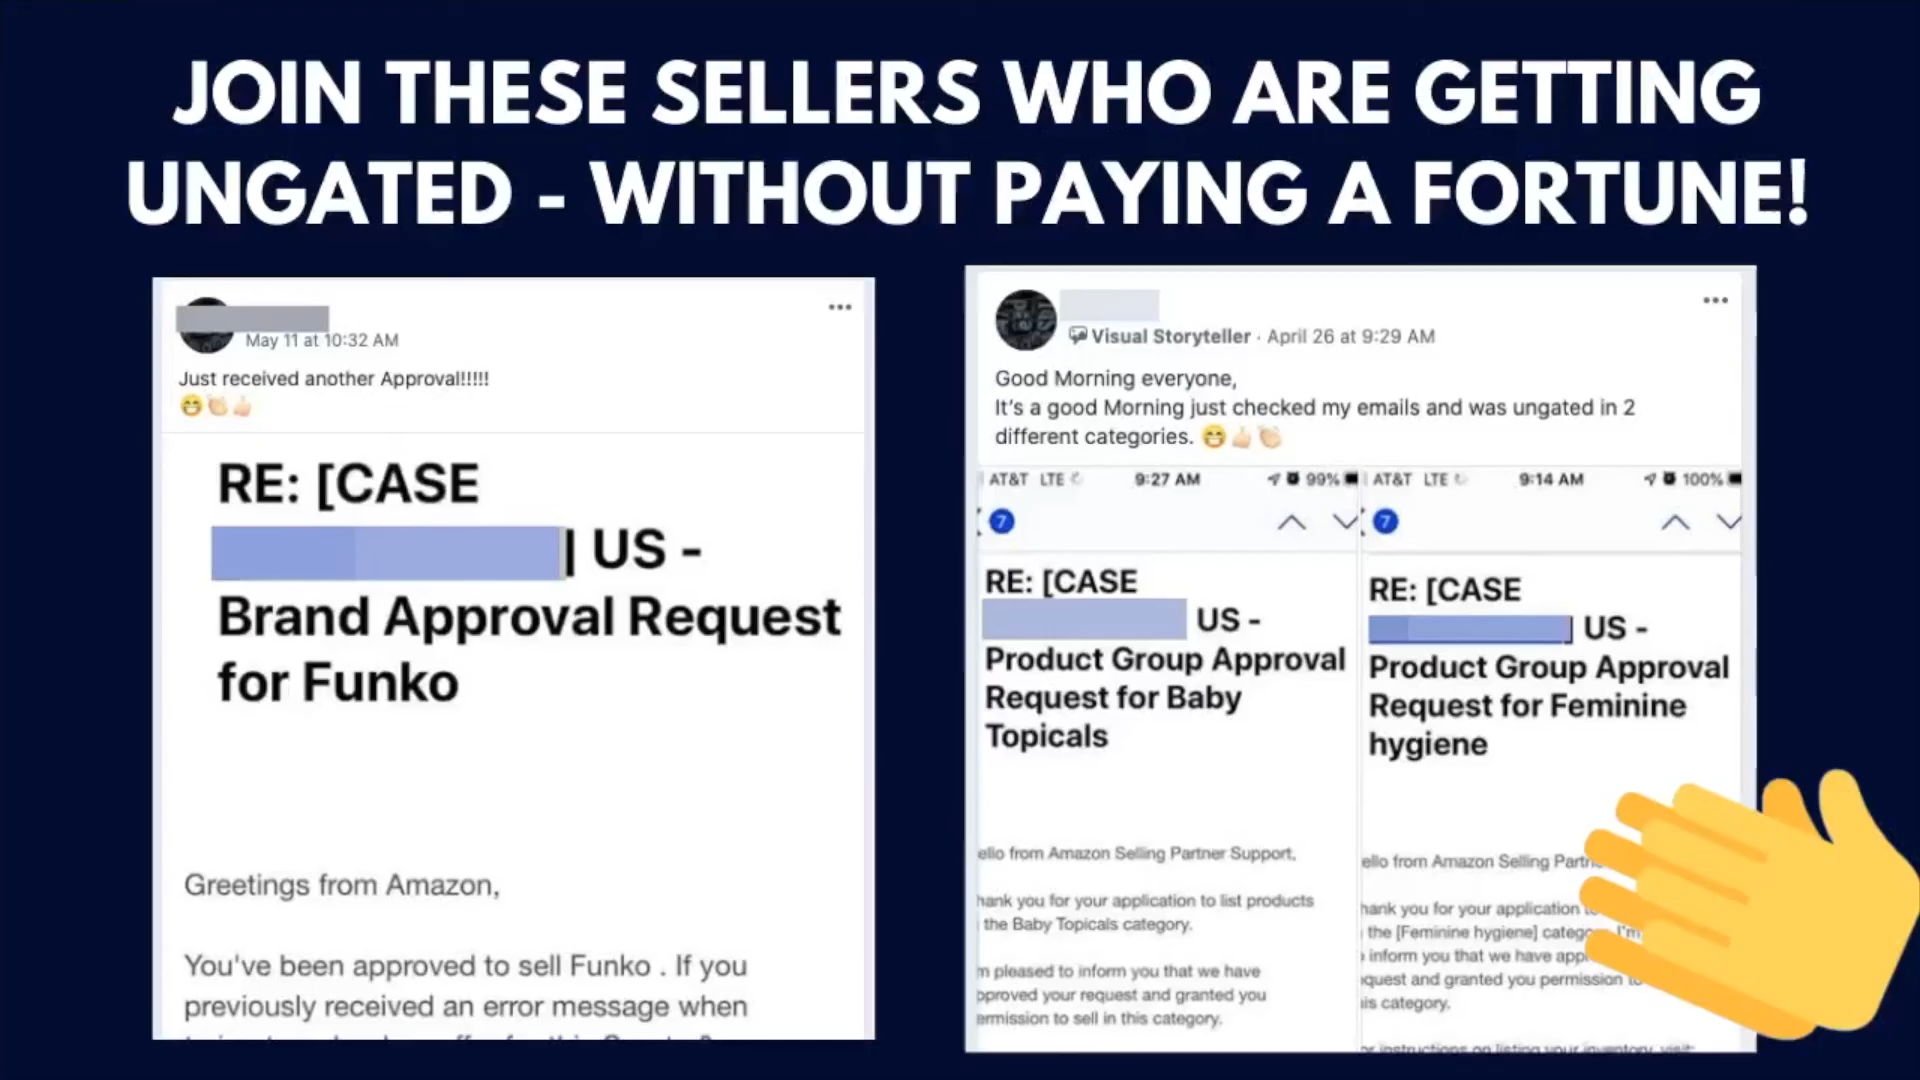 JOIN THESE SELLERS WHO ARE GETTING
UNGATED - WITHOUT PAYING A FORTUNE!
May 11 at 10:32 AM
Just received another Approval!!!!!
RE: [CASE
] US -
Brand Approval Request
for Funko
Greetings from Amazon,
You've been approved to sell Funko . If you
previously received an error message when
Visual Storyteller · April 26 at 9:29 AM
Good Morning everyone,
It's a good Morning just checked my emails and was ungated in 2
different categories.
AT&T LTE 9:27 AM 99%
7
RE: [CASE
US -
Product Group Approval
Request for Baby
Topicals
ello from Amazon Selling Partner Support,
hank you for your application to list products
the Baby Topicals category.
m pleased to inform you that we have
pproved your request and granted you
ermission to sell in this category.
AT&T LTE 9:14 AM 100%
7
RE: [CASE
] US -
Product Group Approval
Request for Feminine
hygiene
ello from Amazon Selling Partn
hank you for your application
the [Feminine hygiene] catego I'm
inform you that we have app
quest and granted you permission to
is category.
or instructions on listing your inventory, visit: